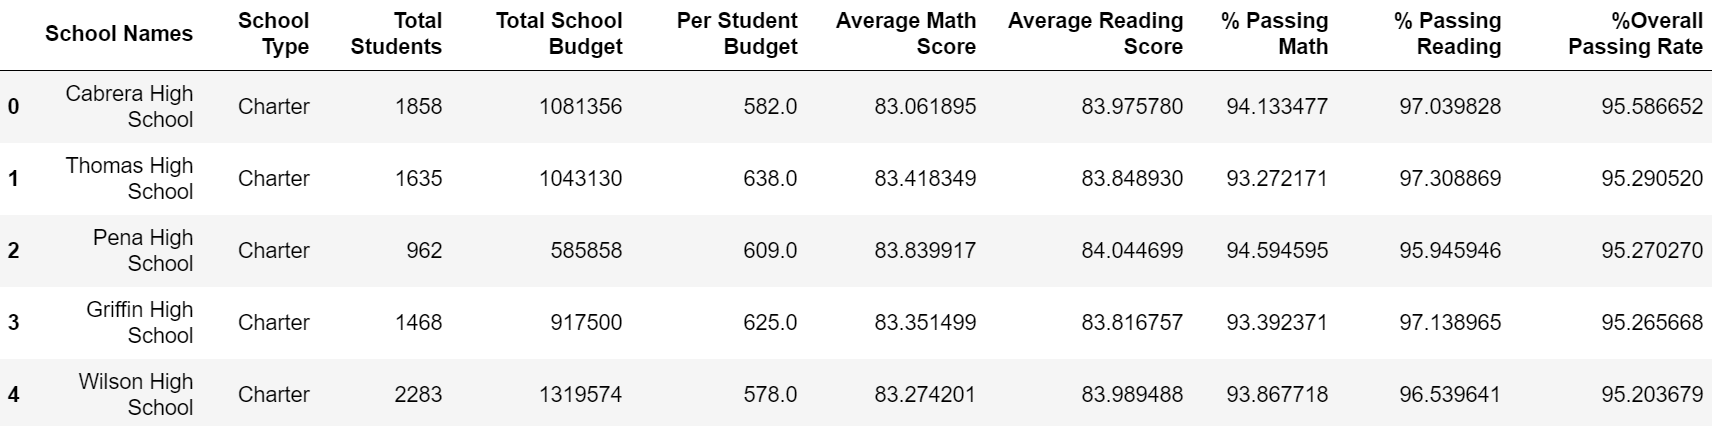 School Names School Type Total Students Total School Budget Per Student Budget Average Math Score Average Reading Score % Passing Math % Passing Reading %Overall Passing Rate
0 Cabrera High School Charter 1858 1081356 582.0 83.061895 83.975780 94.133477 97.039828 95.586652
1 Thomas High School Charter 1635 1043130 638.0 83.418349 83.848930 93.272171 97.308869 95.290520
2 Pena High School Charter 962 585858 609.0 83.839917 84.044699 94.594595 95.945946 95.270270
3 Griffin High School Charter 1468 917500 625.0 83.351499 83.816757 93.392371 97.138965 95.265668
4 Wilson High School Charter 2283 1319574 578.0 83.274201 83.989488 93.867718 96.539641 95.203679